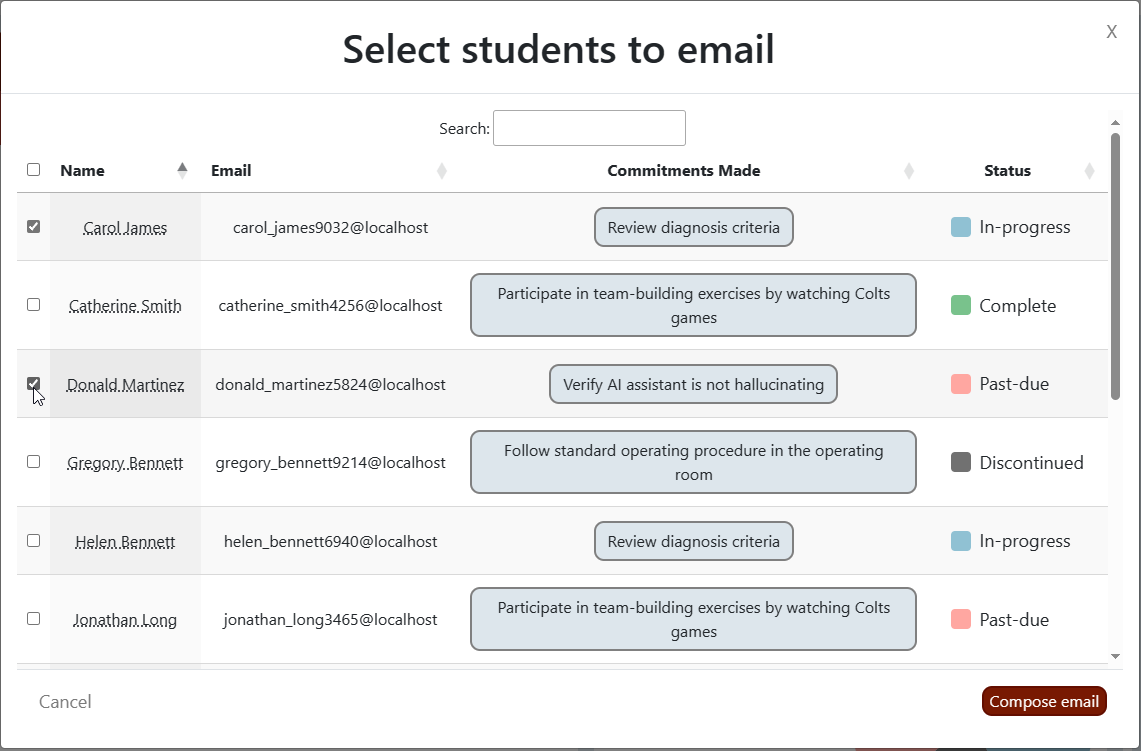 Select students to email
X
Search:
Name Email Commitments Made Status
Carol James carol_james9032@localhost Review diagnosis criteria In-progress
Catherine Smith catherine_smith4256@localhost Participate in team-building exercises by watching Colts
games Complete
Donald Martinez donald_martinez5824@localhost Verify AI assistant is not hallucinating Past-due
Gregory Bennett gregory_bennett9214@localhost Follow standard operating procedure in the operating
room Discontinued
Helen Bennett helen_bennett6940@localhost Review diagnosis criteria In-progress
Jonathan Long jonathan_long3465@localhost Participate in team-building exercises by watching Colts
games Past-due
Cancel Compose email